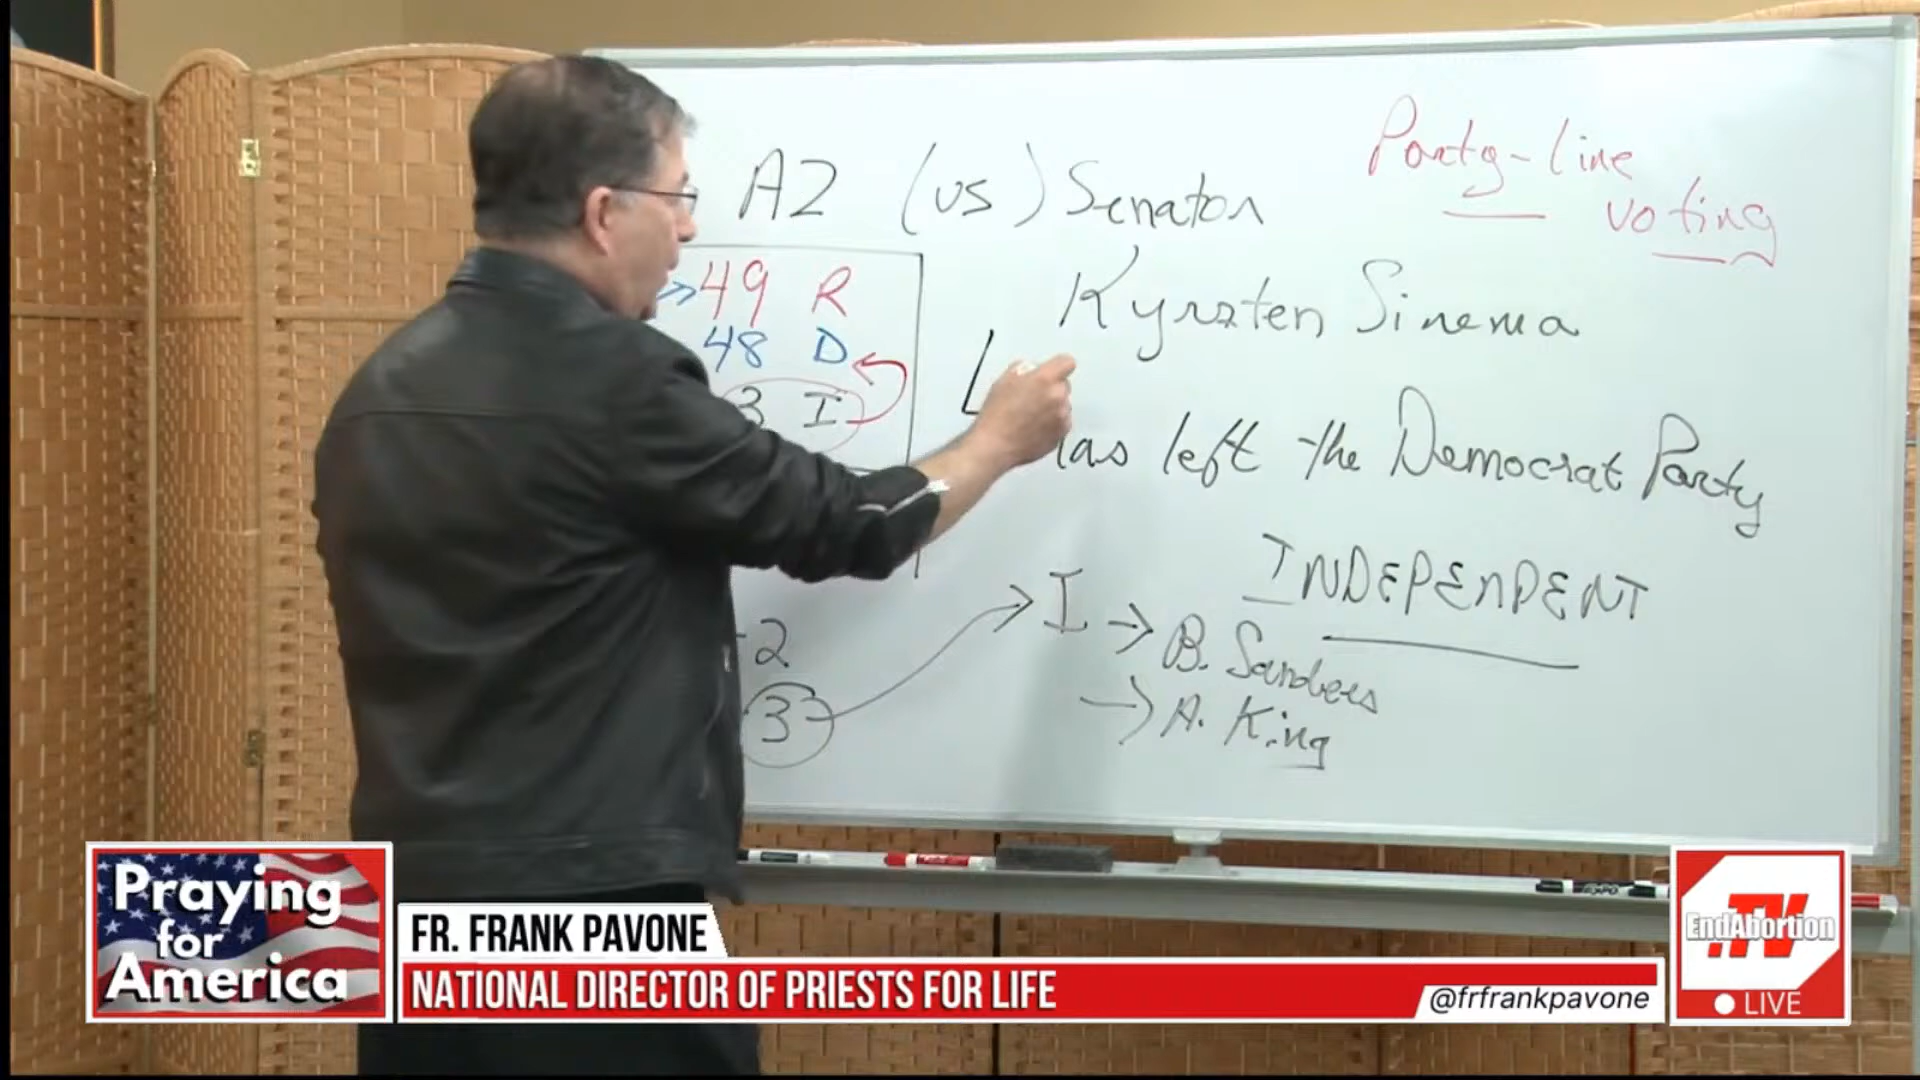 Party-line
voting
AZ (US) Senator
Kyrsten Sinema
49 R
48 D
3 I
has left the Democrat Party
INDEPENDENT
-2
3
I → B. Sanders
→ A. King
Praying
for
America
FR. FRANK PAVONE
NATIONAL DIRECTOR OF PRIESTS FOR LIFE
@frfrankpavone
EndAbortion
.TV
LIVE